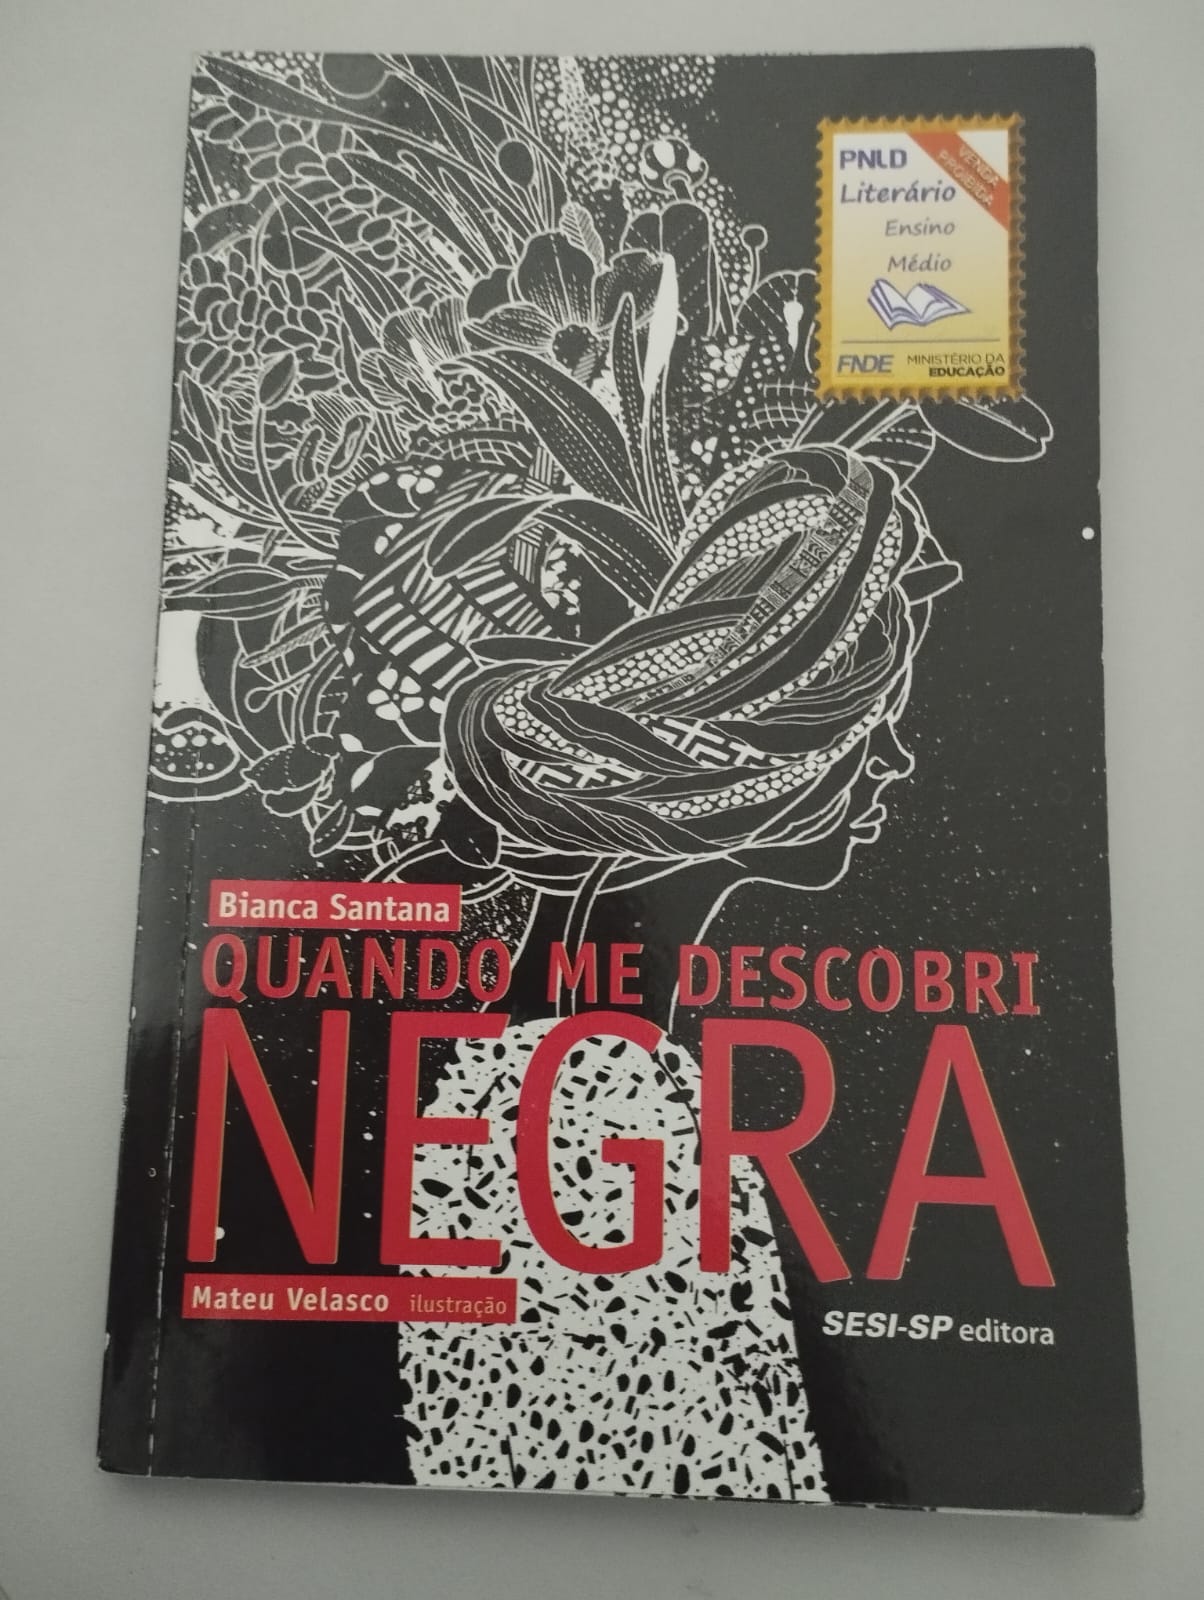 PNLD
Literário
Ensino
Médio
VENDA
PROIBIDA
FNDE MINISTÉRIO DA
EDUCAÇÃO
Bianca Santana
QUANDO ME DESCOBRI
NEGRA
Mateu Velasco ilustração
SESI-SP editora